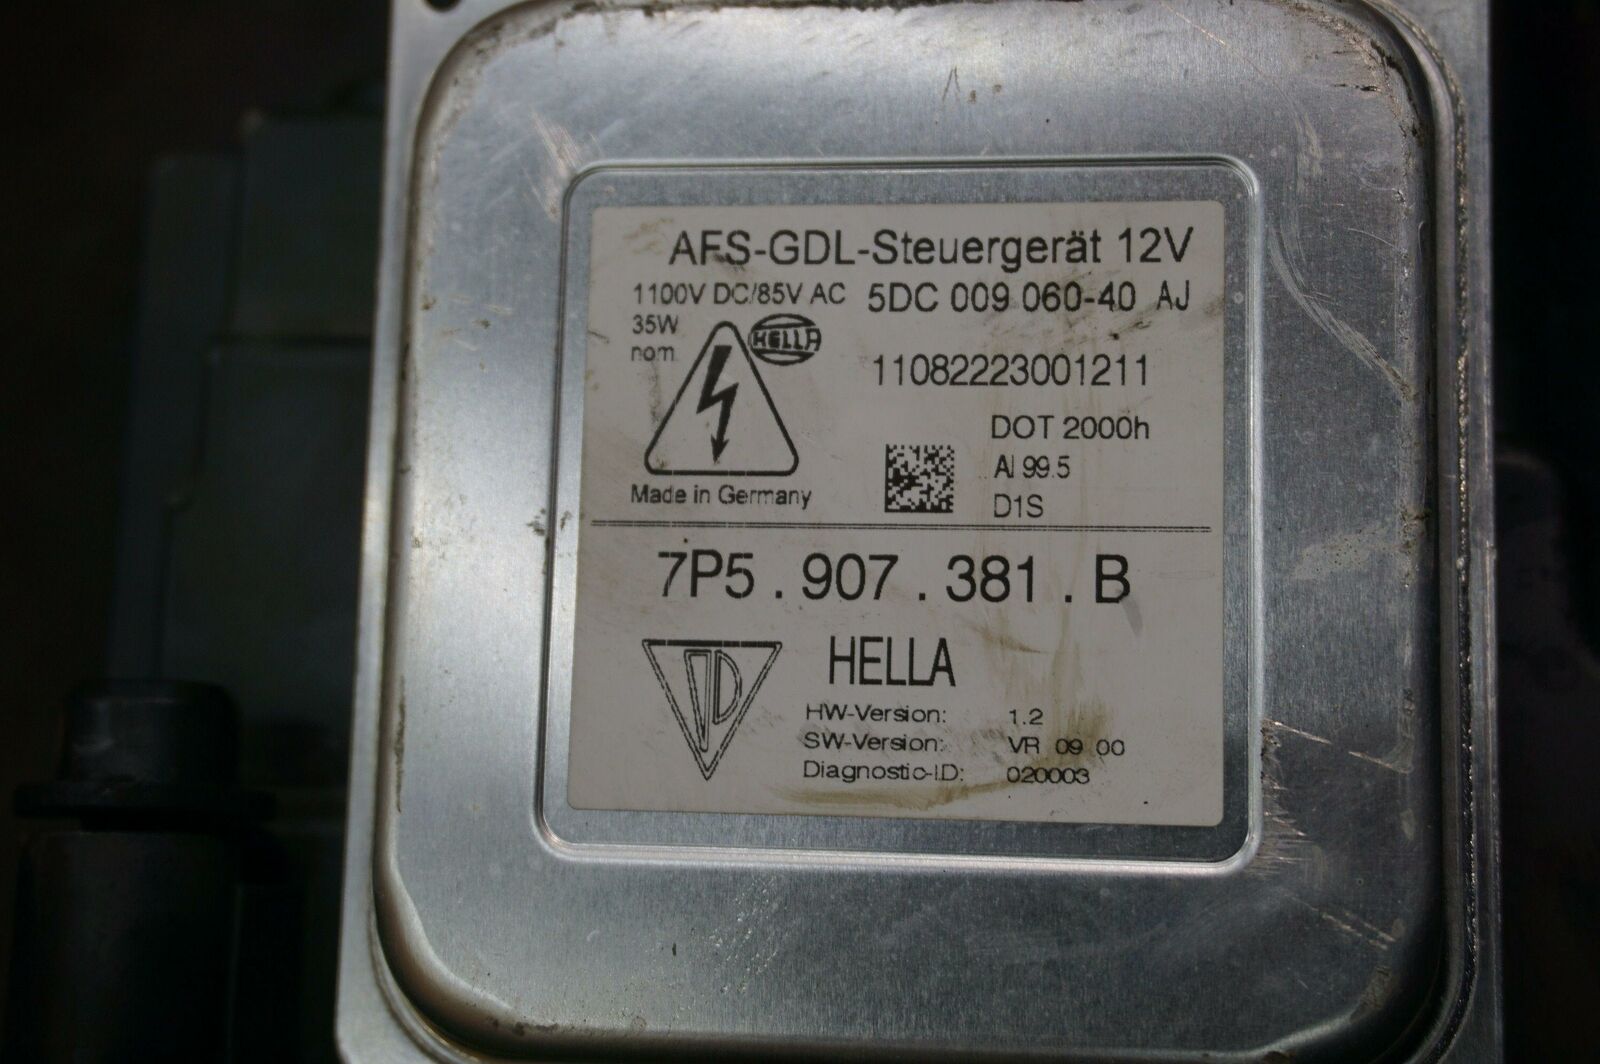 AFS-GDL-Steuergerät 12V
1100V DC/85V AC 5DC 009 060-40 AJ
35W
nom.
HELLA
11082223001211
DOT 2000h
Al 99.5
D1S
Made in Germany
7P5 . 907 . 381 . B
HELLA
HW-Version: 1.2
SW-Version: VR 09 00
Diagnostic-I.D: 020003